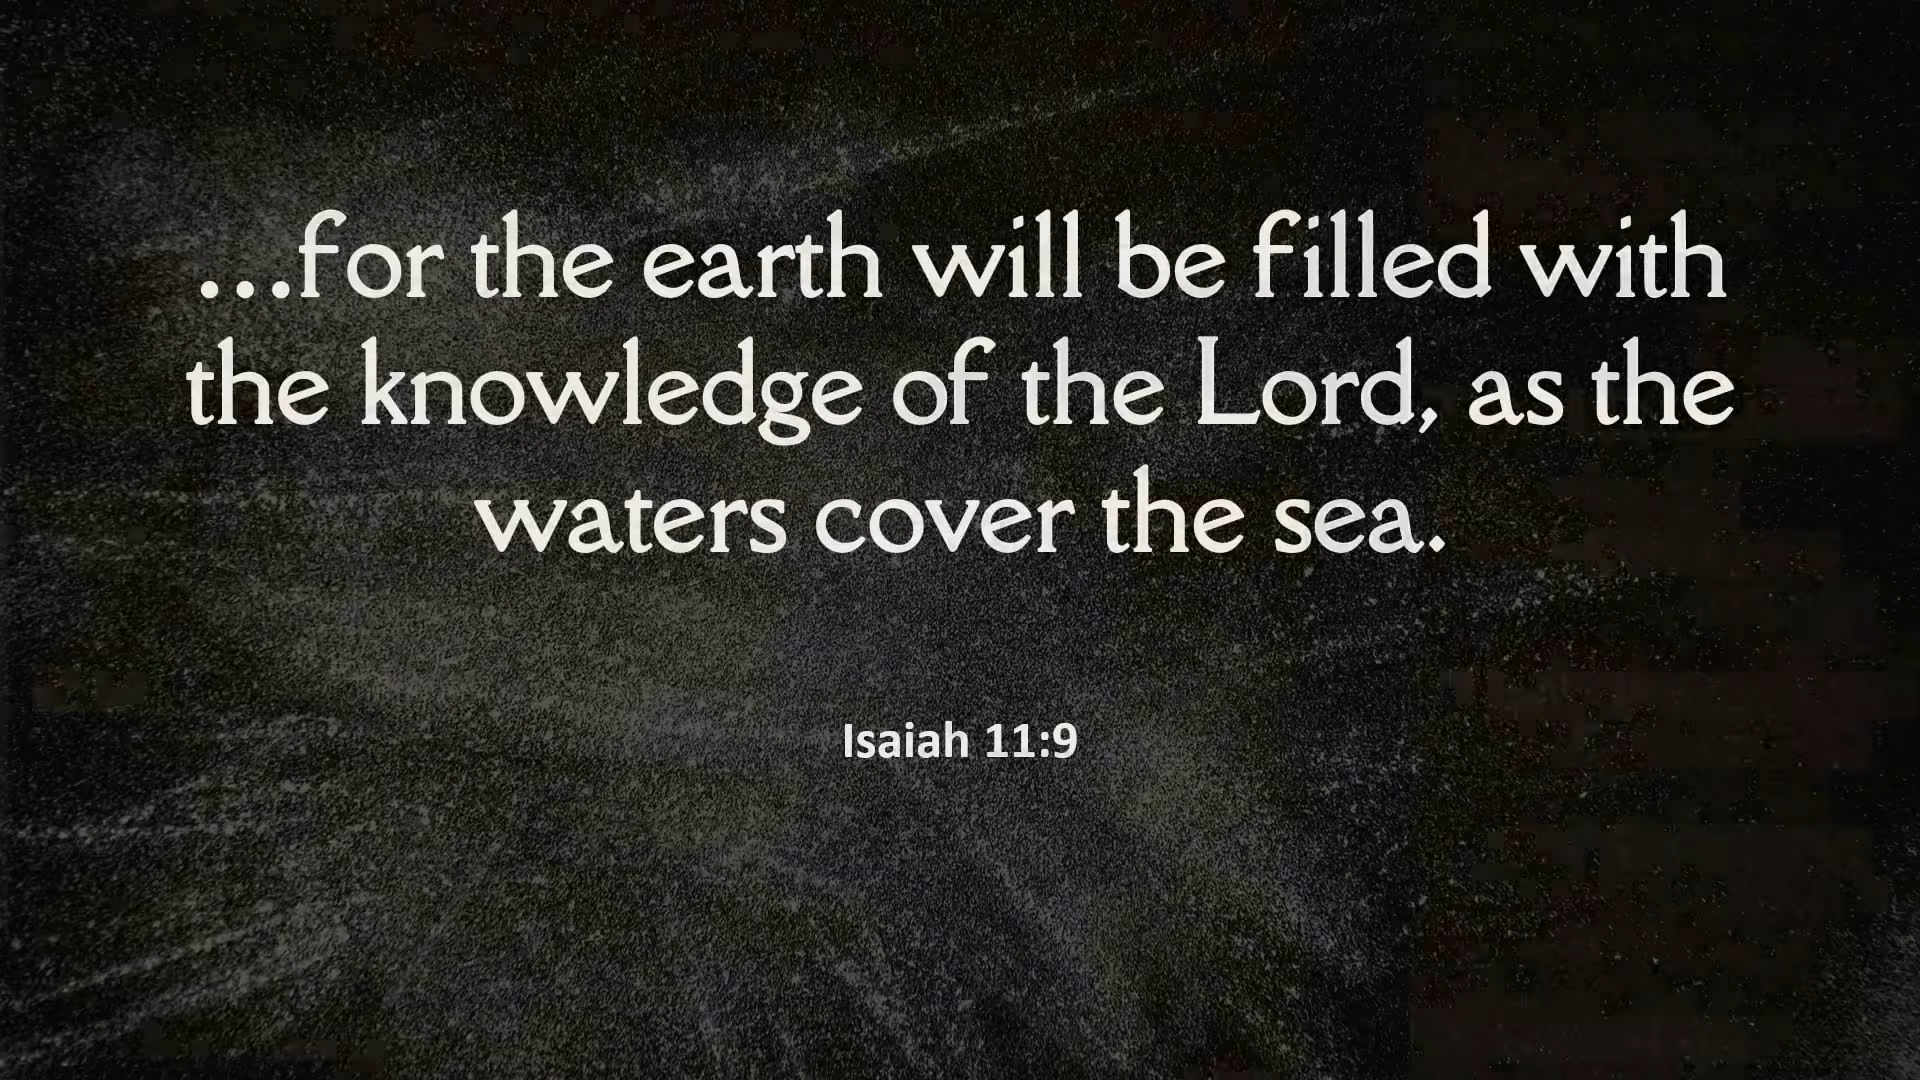 ...for the earth will be filled with
the knowledge of the Lord, as the
waters cover the sea.
Isaiah 11:9